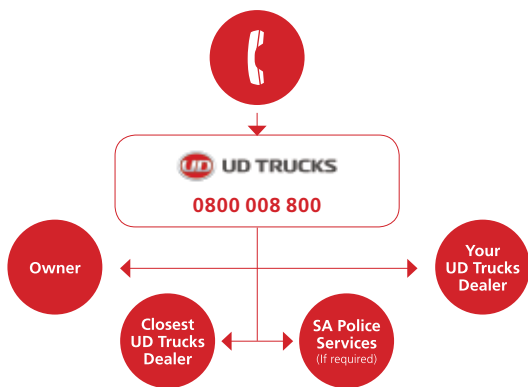 UD UD TRUCKS
0800 008 800
Owner
Your
UD Trucks
Dealer
Closest
UD Trucks
Dealer
SA Police
Services
(If required)